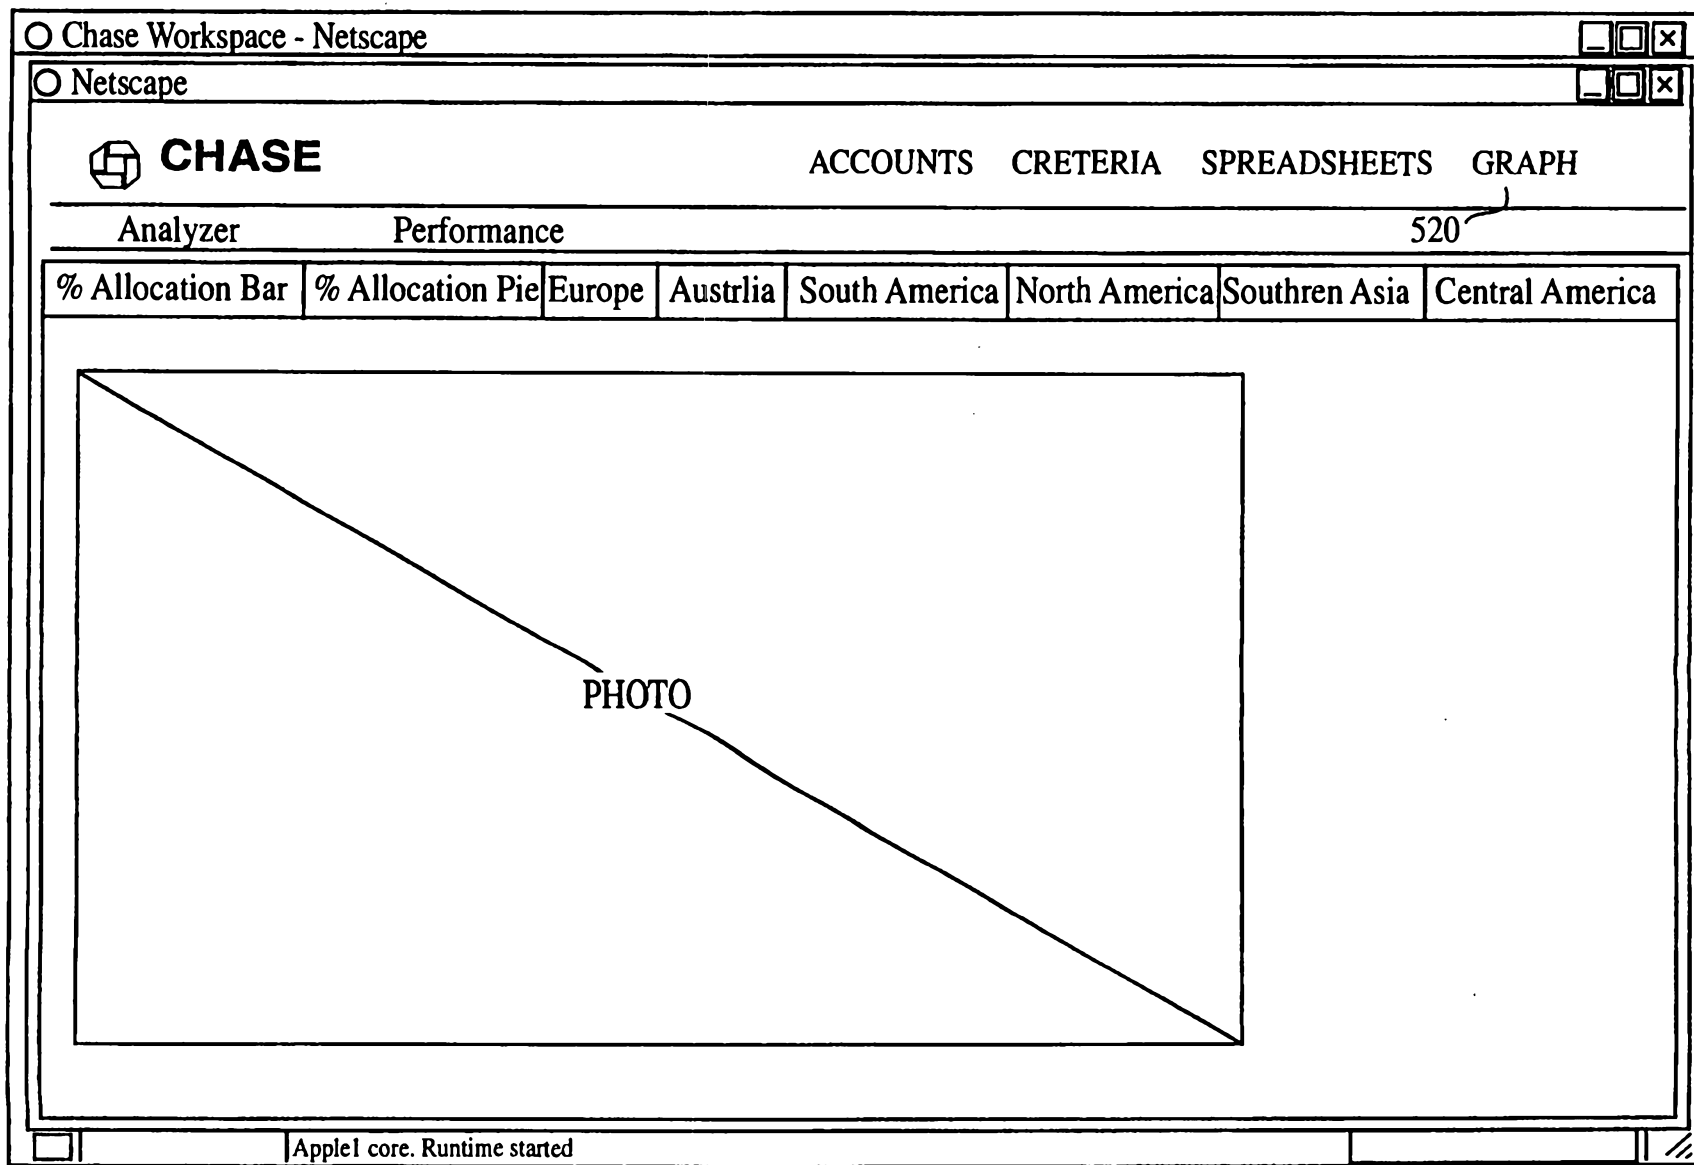 Chase Workspace - Netscape
Netscape
CHASE ACCOUNTS CRETERIA SPREADSHEETS GRAPH
Analyzer Performance 520
% Allocation Bar % Allocation Pie Europe Austrlia South America North America Southren Asia Central America
PHOTO
Apple1 core. Runtime started